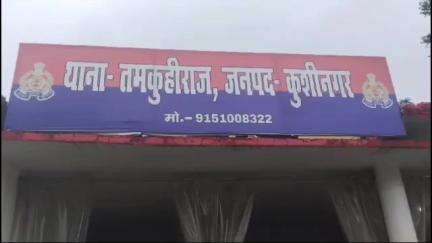 थाना- तमकुहीराज, जनपद- कुशीनगर
मो.- 9151008322